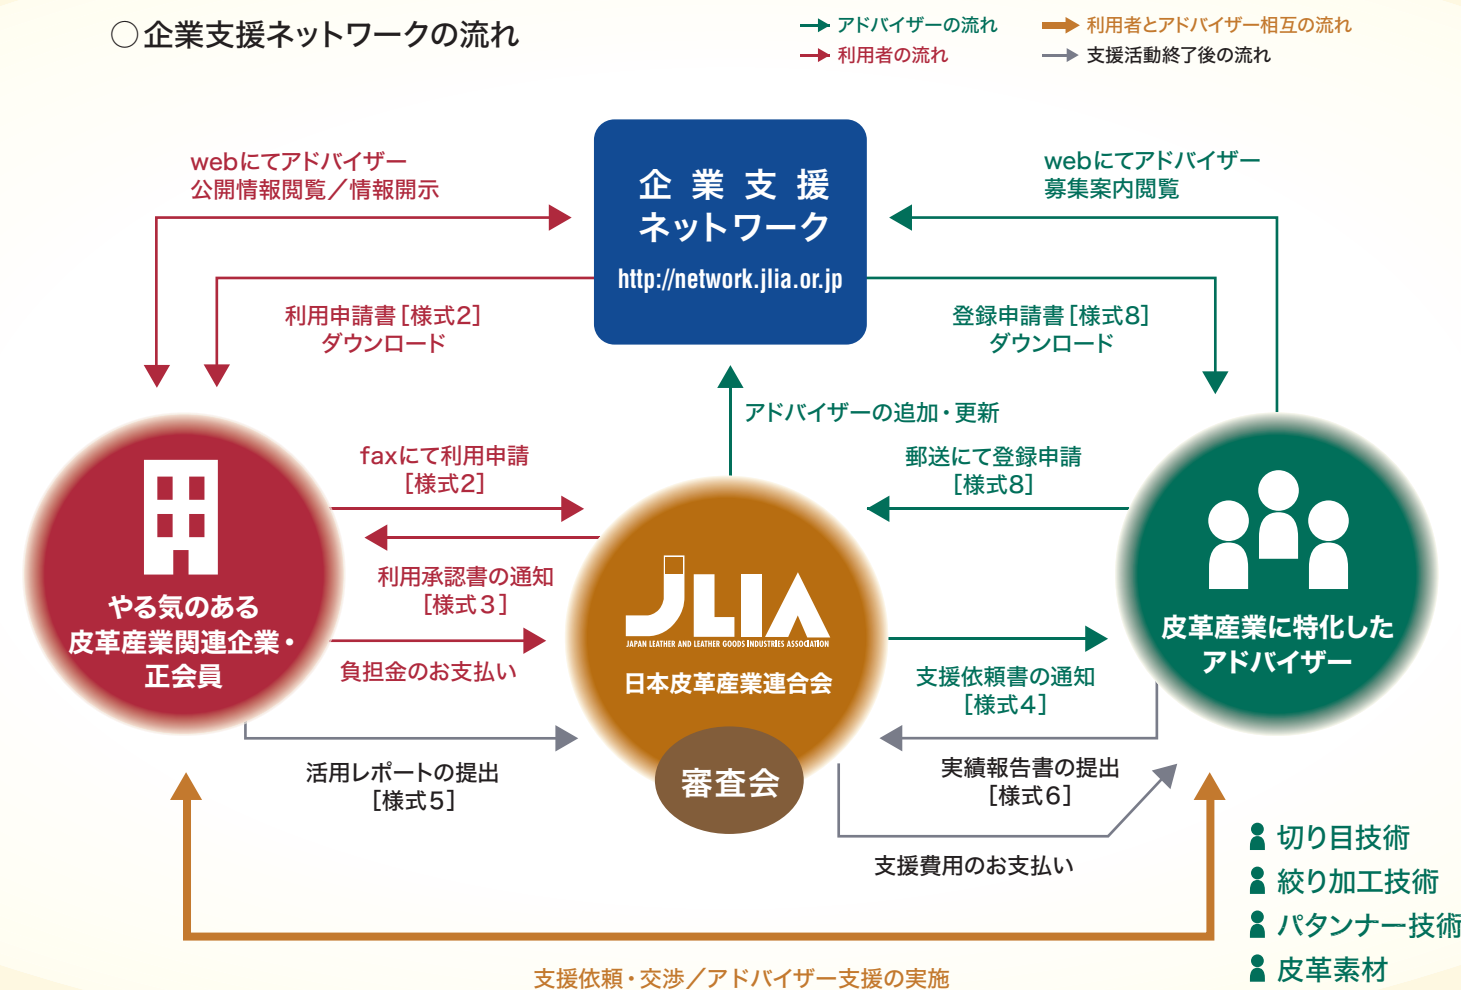 ○企業支援ネットワークの流れ
アドバイザーの流れ
利用者とアドバイザー相互の流れ
利用者の流れ
支援活動終了後の流れ
webにてアドバイザー
公開情報閲覧／情報開示
企業支援
ネットワーク
http://network.jlia.or.jp
webにてアドバイザー
募集案内閲覧
利用申請書［様式2］
ダウンロード
登録申請書［様式8］
ダウンロード
アドバイザーの追加・更新
faxにて利用申請
［様式2］
郵送にて登録申請
［様式8］
利用承認書の通知
［様式３］
やる気のある
皮革産業関連企業・
正会員
JLIA
JAPAN LEATHER AND LEATHER GOODS INDUSTRIES ASSOCIATION
日本皮革産業連合会
審査会
皮革産業に特化した
アドバイザー
負担金のお支払い
支援依頼書の通知
［様式4］
活用レポートの提出
［様式5］
実績報告書の提出
［様式6］
支援費用のお支払い
切り目技術
絞り加工技術
パタンナー技術
皮革素材
支援依頼・交渉／アドバイザー支援の実施